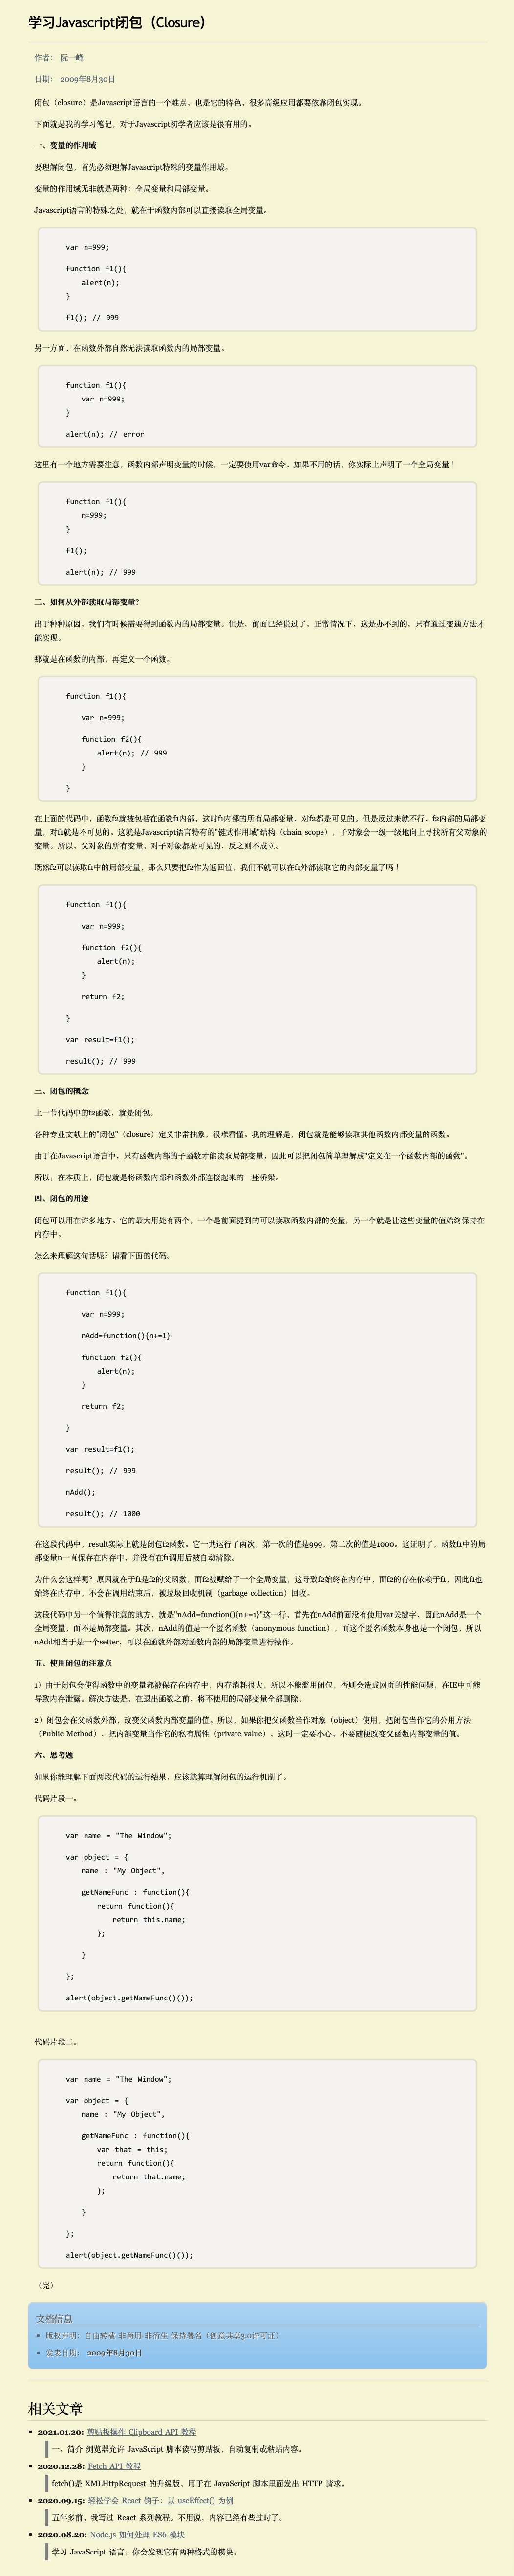 学习Javascript闭包（Closure）
作者： 阮一峰
日期： 2009年8月30日
闭包（closure）是Javascript语言的一个难点，也是它的特色，很多高级应用都要依靠闭包实现。
下面就是我的学习笔记，对于Javascript初学者应该是很有用的。
一、变量的作用域
要理解闭包，首先必须理解Javascript特殊的变量作用域。
变量的作用域无非就是两种：全局变量和局部变量。
Javascript语言的特殊之处，就在于函数内部可以直接读取全局变量。
var n=999;
function f1(){
alert(n);
}
f1(); // 999
另一方面，在函数外部自然无法读取函数内的局部变量。
function f1(){
var n=999;
}
alert(n); // error
这里有一个地方需要注意，函数内部声明变量的时候，一定要使用var命令。如果不用的话，你实际上声明了一个全局变量！
function f1(){
n=999;
}
f1();
alert(n); // 999
二、如何从外部读取局部变量？
出于种种原因，我们有时候需要得到函数内的局部变量。但是，前面已经说过了，正常情况下，这是办不到的，只有通过变通方法才
能实现。
那就是在函数的内部，再定义一个函数。
function f1(){
var n=999;
function f2(){
alert(n); // 999
}
}
在上面的代码中，函数f2就被包括在函数f1内部，这时f1内部的所有局部变量，对f2都是可见的。但是反过来就不行，f2内部的局部变
量，对f1就是不可见的。这就是Javascript语言特有的"链式作用域"结构（chain scope），子对象会一级一级地向上寻找所有父对象的
变量。所以，父对象的所有变量，对子对象都是可见的，反之则不成立。
既然f2可以读取f1中的局部变量，那么只要把f2作为返回值，我们不就可以在f1外部读取它的内部变量了吗！
function f1(){
var n=999;
function f2(){
alert(n);
}
return f2;
}
var result=f1();
result(); // 999
三、闭包的概念
上一节代码中的f2函数，就是闭包。
各种专业文献上的"闭包"（closure）定义非常抽象，很难看懂。我的理解是，闭包就是能够读取其他函数内部变量的函数。
由于在Javascript语言中，只有函数内部的子函数才能读取局部变量，因此可以把闭包简单理解成"定义在一个函数内部的函数"。
所以，在本质上，闭包就是将函数内部和函数外部连接起来的一座桥梁。
四、闭包的用途
闭包可以用在许多地方。它的最大用处有两个，一个是前面提到的可以读取函数内部的变量，另一个就是让这些变量的值始终保持在
内存中。
怎么来理解这句话呢？请看下面的代码。
function f1(){
var n=999;
nAdd=function(){n+=1}
function f2(){
alert(n);
}
return f2;
}
var result=f1();
result(); // 999
nAdd();
result(); // 1000
在这段代码中，result实际上就是闭包f2函数。它一共运行了两次，第一次的值是999，第二次的值是1000。这证明了，函数f1中的局
部变量n一直保存在内存中，并没有在f1调用后被自动清除。
为什么会这样呢？原因就在于f1是f2的父函数，而f2被赋给了一个全局变量，这导致f2始终在内存中，而f2的存在依赖于f1，因此f1也
始终在内存中，不会在调用结束后，被垃圾回收机制（garbage collection）回收。
这段代码中另一个值得注意的地方，就是"nAdd=function(){n+=1}"这一行，首先在nAdd前面没有使用var关键字，因此nAdd是一个
全局变量，而不是局部变量。其次，nAdd的值是一个匿名函数（anonymous function），而这个匿名函数本身也是一个闭包，所以
nAdd相当于是一个setter，可以在函数外部对函数内部的局部变量进行操作。
五、使用闭包的注意点
1）由于闭包会使得函数中的变量都被保存在内存中，内存消耗很大，所以不能滥用闭包，否则会造成网页的性能问题，在IE中可能
导致内存泄露。解决方法是，在退出函数之前，将不使用的局部变量全部删除。
2）闭包会在父函数外部，改变父函数内部变量的值。所以，如果你把父函数当作对象（object）使用，把闭包当作它的公用方法
（Public Method），把内部变量当作它的私有属性（private value），这时一定要小心，不要随便改变父函数内部变量的值。
六、思考题
如果你能理解下面两段代码的运行结果，应该就算理解闭包的运行机制了。
代码片段一。
var name = "The Window";
var object = {
name : "My Object",
getNameFunc : function(){
return function(){
return this.name;
};
}
};
alert(object.getNameFunc()());
代码片段二。
var name = "The Window";
var object = {
name : "My Object",
getNameFunc : function(){
var that = this;
return function(){
return that.name;
};
}
};
alert(object.getNameFunc()());
（完）
文档信息
版权声明：自由转载-非商用-非衍生-保持署名（创意共享3.0许可证）
发表日期： 2009年8月30日
相关文章
2021.01.20: 剪贴板操作 Clipboard API 教程
一、简介 浏览器允许 JavaScript 脚本读写剪贴板，自动复制或粘贴内容。
2020.12.28: Fetch API 教程
fetch()是 XMLHttpRequest 的升级版，用于在 JavaScript 脚本里面发出 HTTP 请求。
2020.09.15: 轻松学会 React 钩子：以 useEffect() 为例
五年多前，我写过 React 系列教程。不用说，内容已经有些过时了。
2020.08.20: Node.js 如何处理 ES6 模块
学习 JavaScript 语言，你会发现它有两种格式的模块。